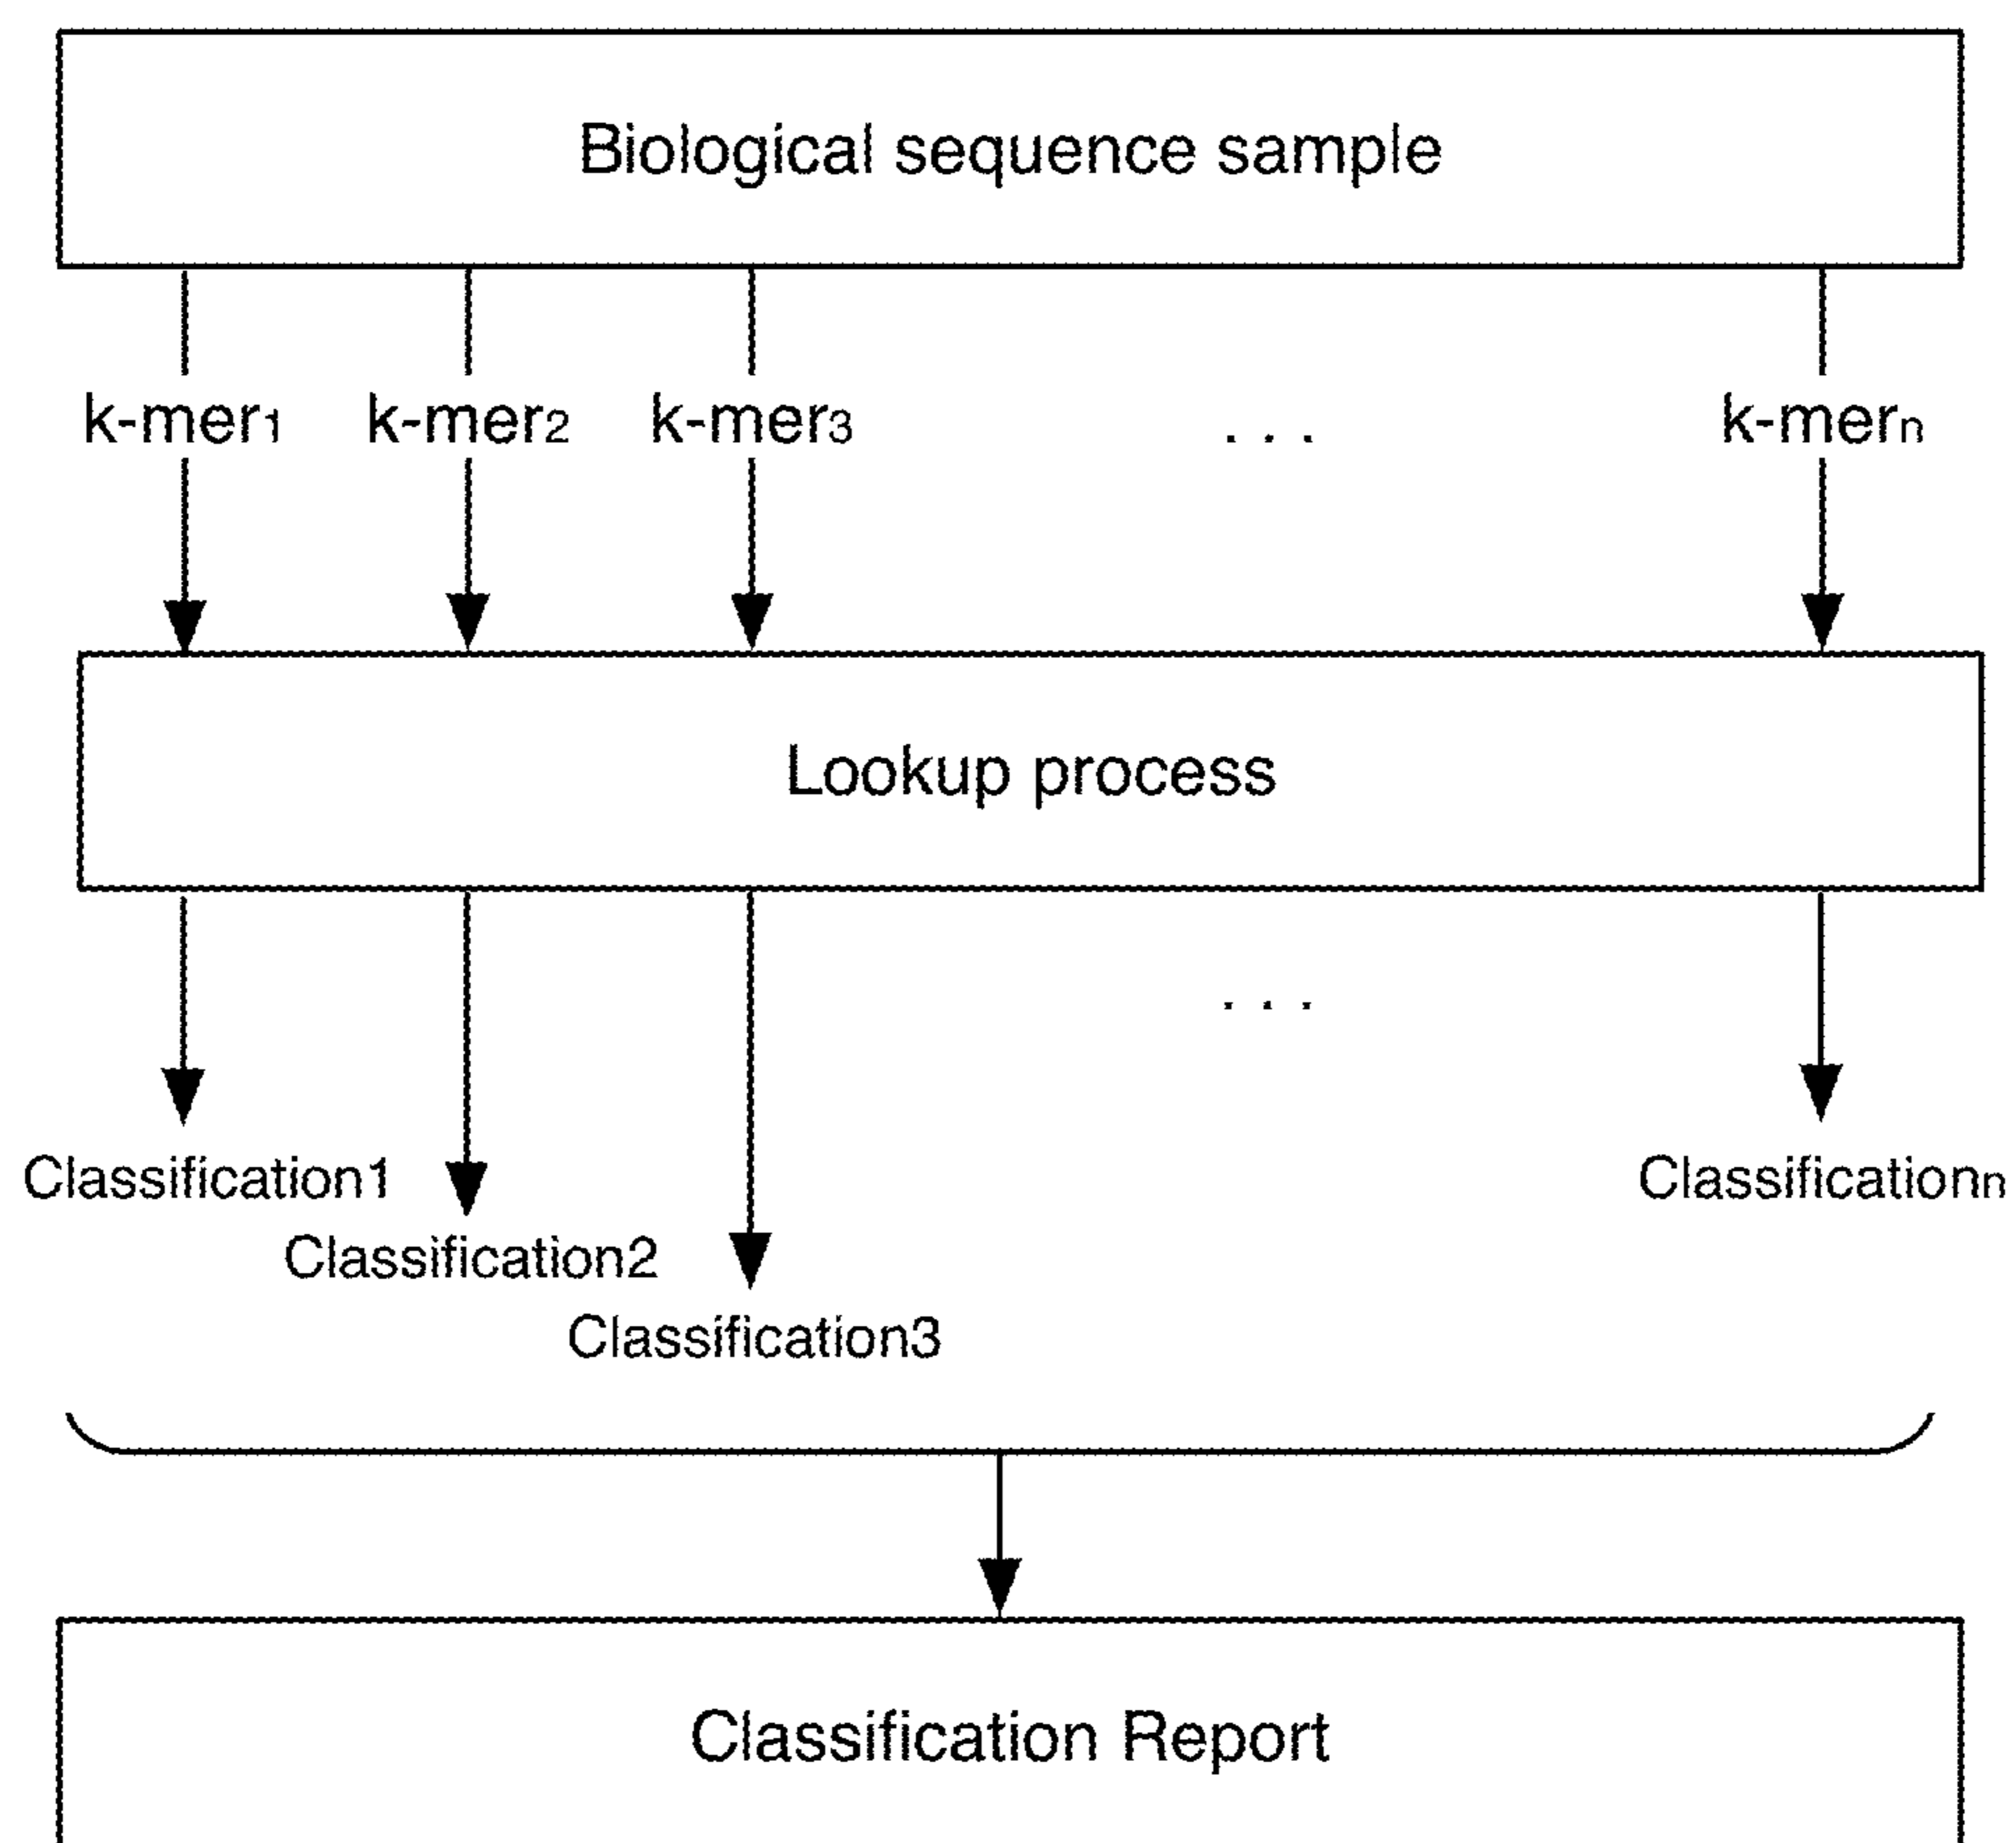 Biological sequence sample
k-mer1 k-mer2 k-mer3 . . . k-mern
Lookup process
. . .
Classification1 Classificationn
Classification2
Classification3
Classification Report